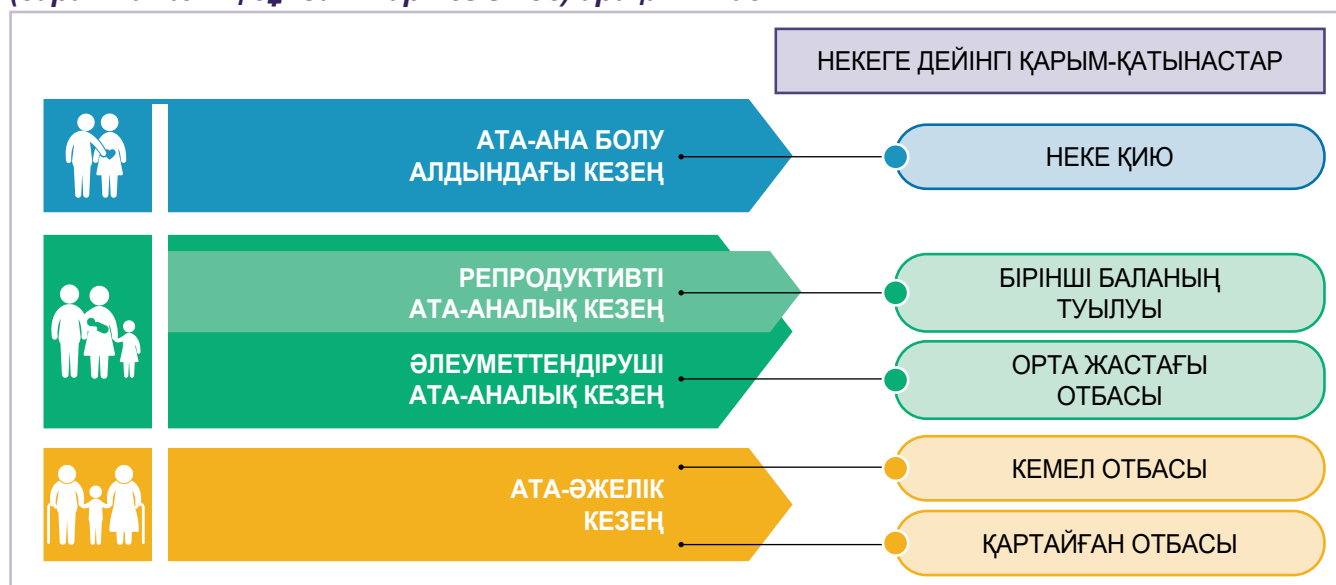 НЕКЕГЕ ДЕЙІНГІ ҚАРЫМ-ҚАТЫНАСТАР
АТА-АНА БОЛУ
АЛДЫНДАҒЫ КЕЗЕҢ
НЕКЕ ҚИЮ
РЕПРОДУКТИВТІ
АТА-АНАЛЫҚ КЕЗЕҢ
БІРІНШІ БАЛАНЫҢ
ТУЫЛУЫ
ӘЛЕУМЕТТЕНДІРУШІ
АТА-АНАЛЫҚ КЕЗЕҢ
ОРТА ЖАСТАҒЫ
ОТБАСЫ
АТА-ӘЖЕЛІК
КЕЗЕҢ
КЕМЕЛ ОТБАСЫ
ҚАРТАЙҒАН ОТБАСЫ